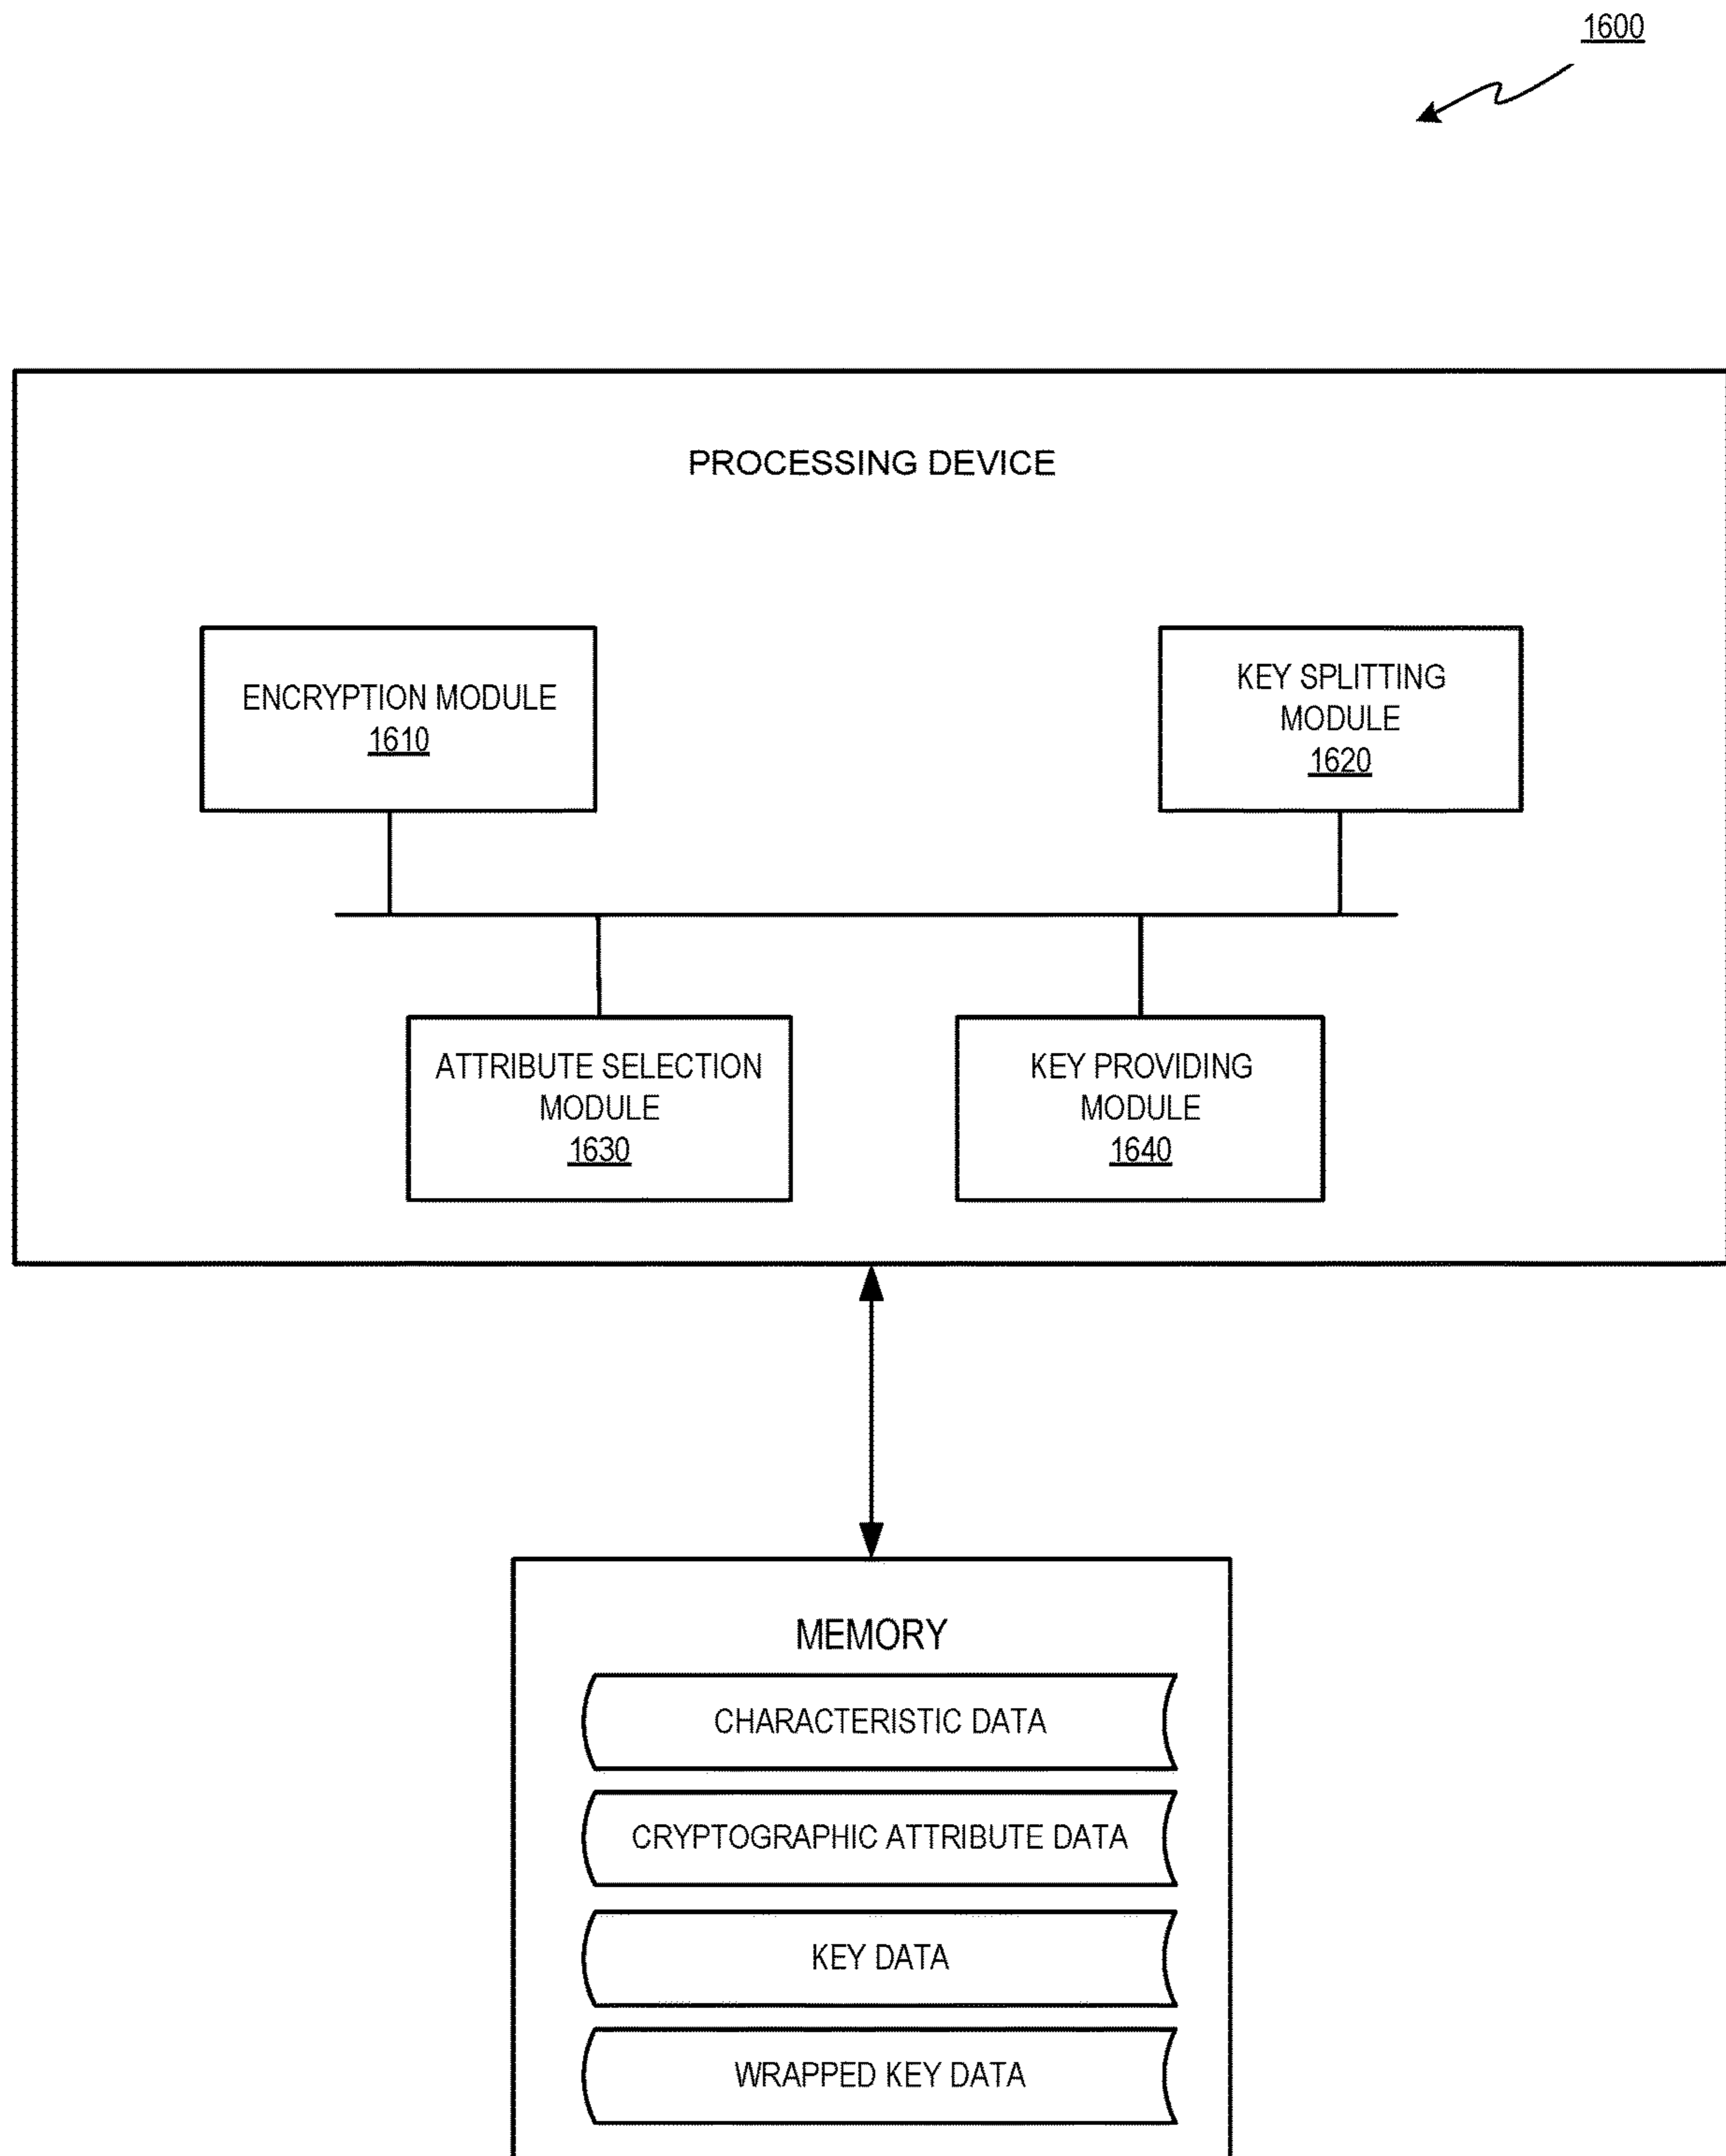 1600
PROCESSING DEVICE
ENCRYPTION MODULE
1610
KEY SPLITTING
MODULE
1620
ATTRIBUTE SELECTION
MODULE
1630
KEY PROVIDING
MODULE
1640
MEMORY
CHARACTERISTIC DATA
CRYPTOGRAPHIC ATTRIBUTE DATA
KEY DATA
WRAPPED KEY DATA